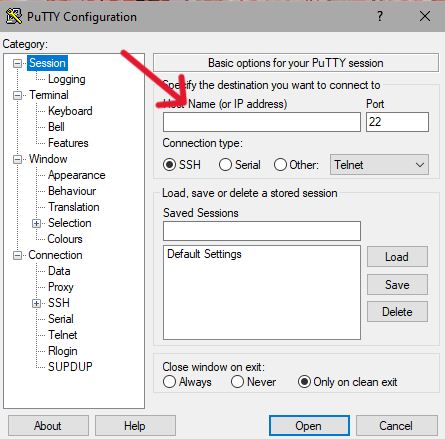 PuTTY Configuration
Category:
Session
Logging
Terminal
Keyboard
Bell
Features
Window
Appearance
Behaviour
Translation
Selection
Colours
Connection
Data
Proxy
SSH
Serial
Telnet
Rlogin
SUPDUP
Basic options for your PuTTY session
Specify the destination you want to connect to
Host Name (or IP address) Port
22
Connection type:
SSH Serial Other: Telnet
Load, save or delete a stored session
Saved Sessions
Default Settings
Load
Save
Delete
Close window on exit:
Always Never Only on clean exit
About Help Open Cancel